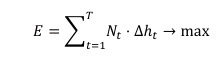 E = ∑_{t=1}^{T} N_t · Δh_t → max